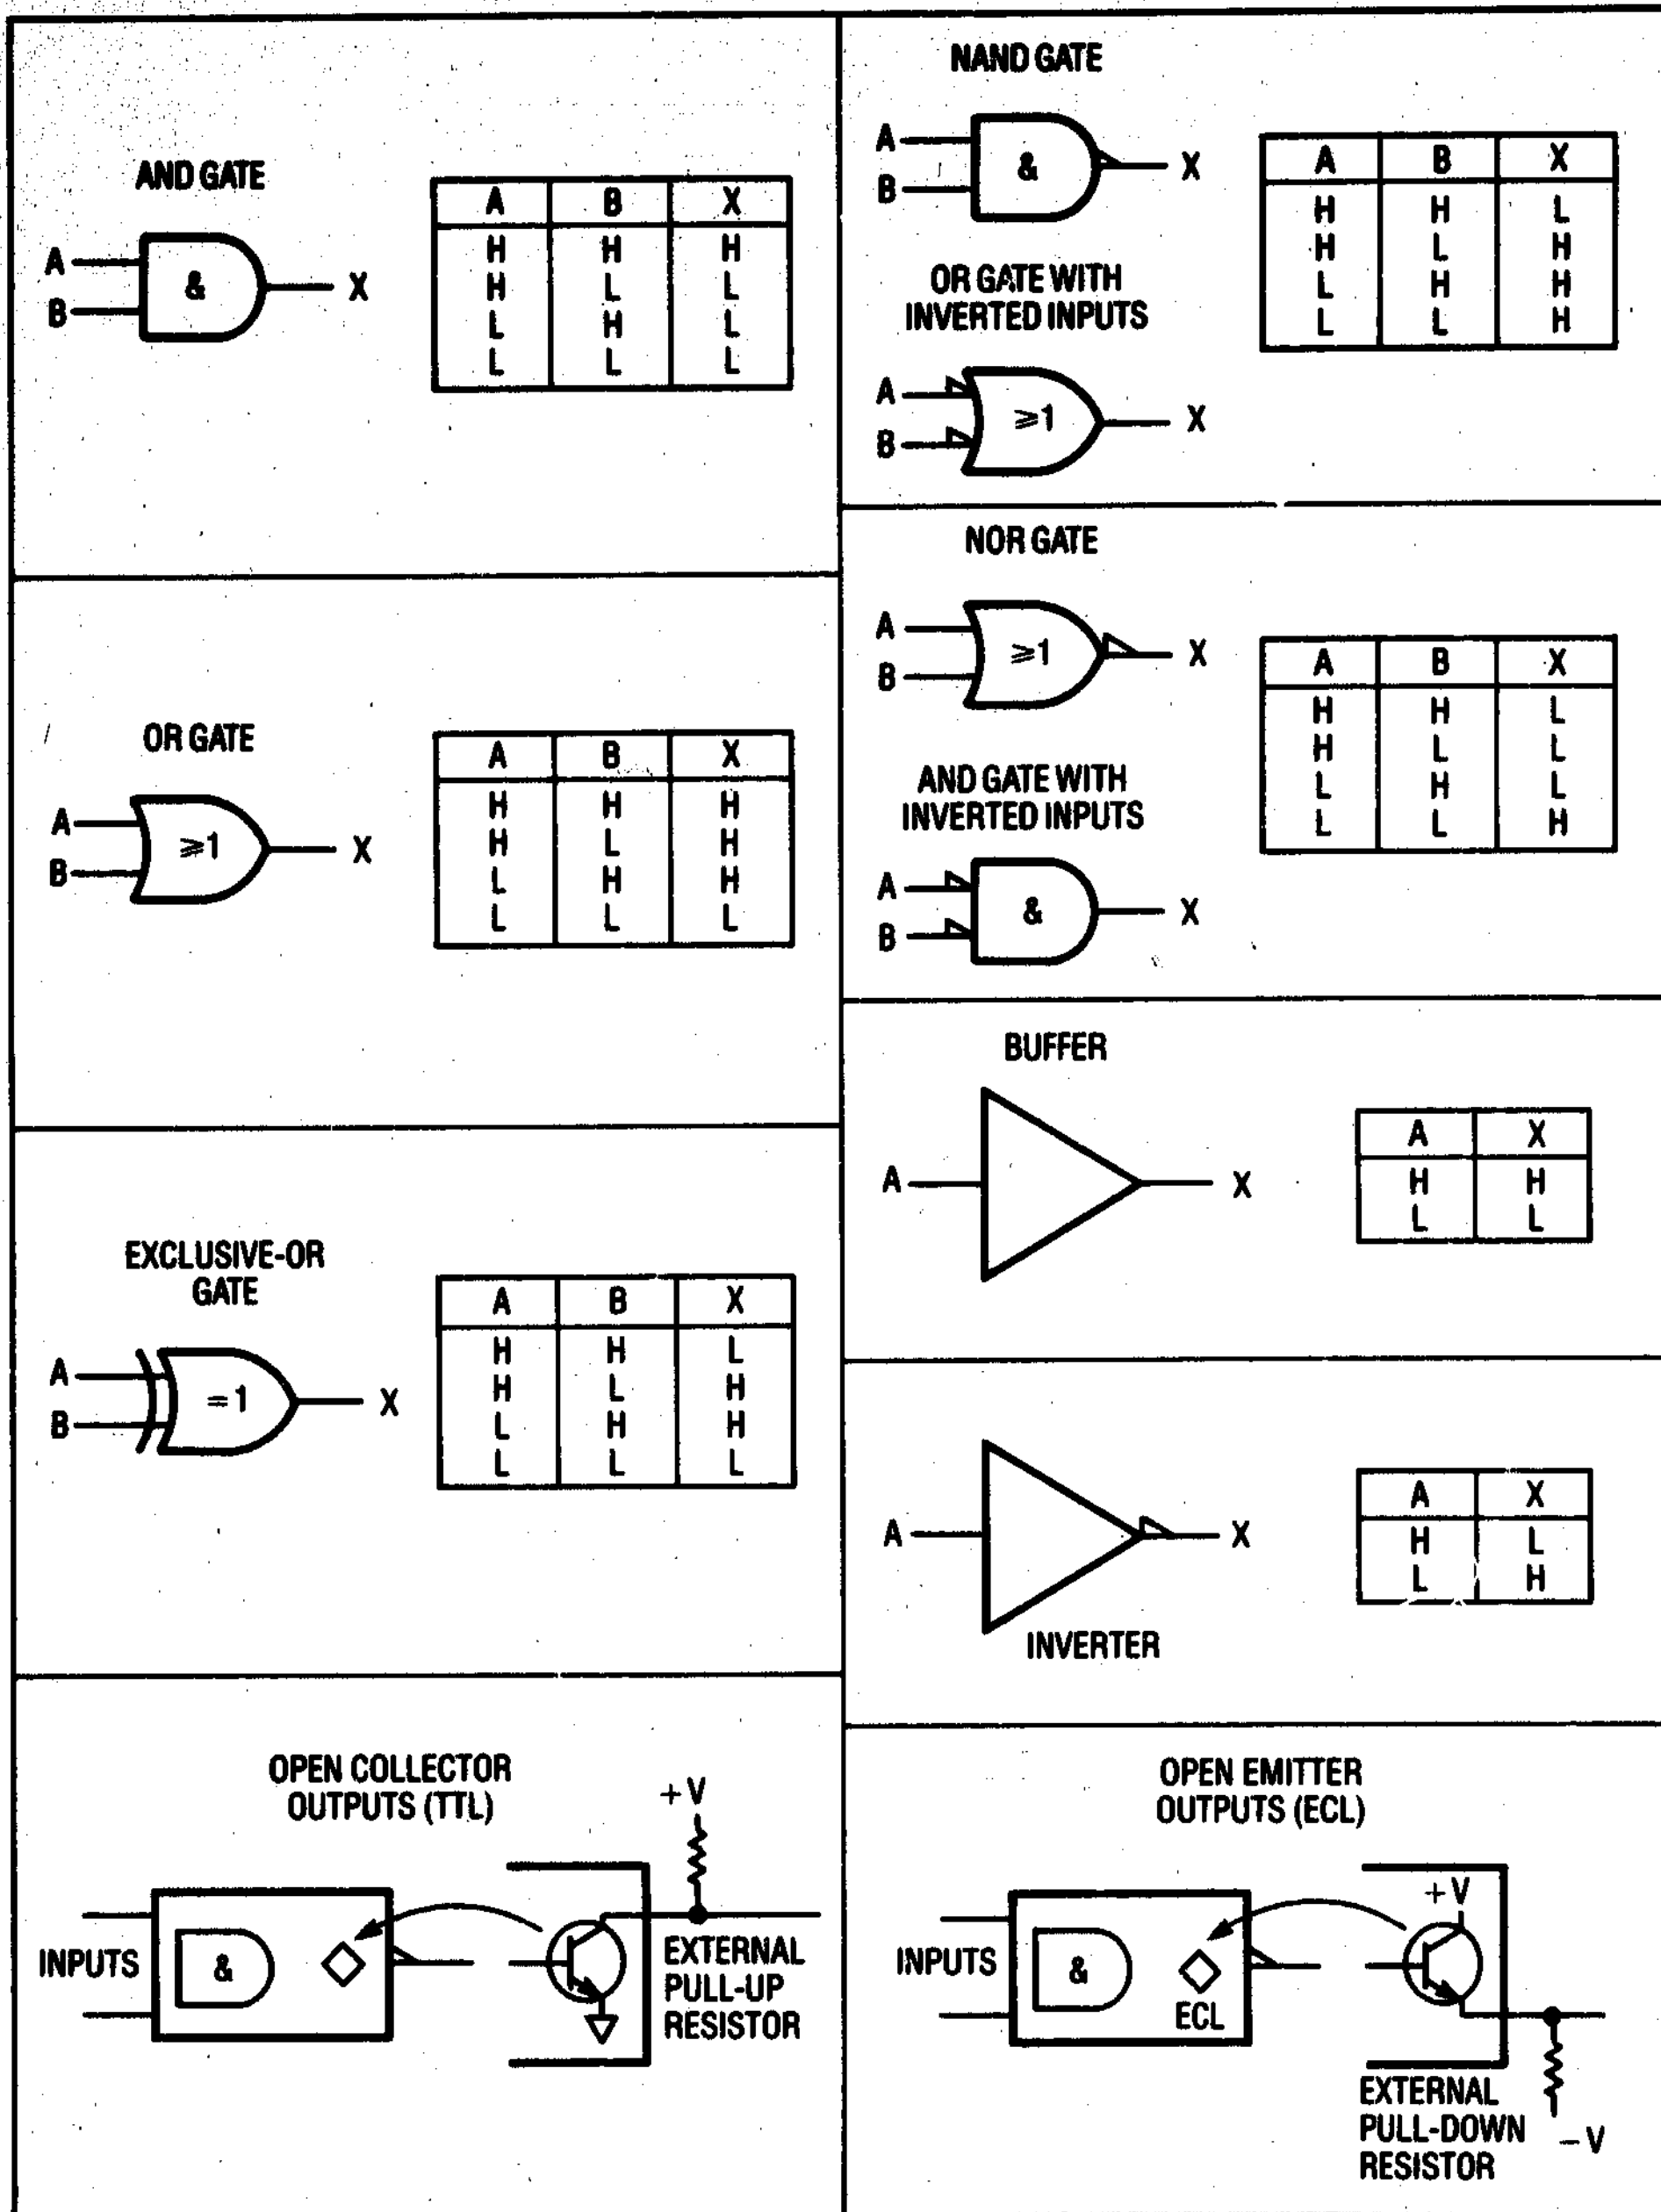 AND GATE
A
B
&
X
A B X
H H H
H L L
L H L
L L L
OR GATE
A
B
≥1
X
A B X
H H H
H L H
L H H
L L L
EXCLUSIVE-OR
GATE
A
B
=1
X
A B X
H H L
H L H
L H H
L L L
OPEN COLLECTOR
OUTPUTS (TTL)
+V
INPUTS
&
EXTERNAL
PULL-UP
RESISTOR
NAND GATE
A
B
&
X
A B X
H H L
H L H
L H H
L L H
OR GATE WITH
INVERTED INPUTS
A
B
≥1
X
NOR GATE
A
B
≥1
X
A B X
H H L
H L L
L H L
L L H
AND GATE WITH
INVERTED INPUTS
A
B
&
X
BUFFER
A
X
A X
H H
L L
A
X
INVERTER
A X
H L
L H
OPEN EMITTER
OUTPUTS (ECL)
INPUTS
&
ECL
+V
EXTERNAL
PULL-DOWN
RESISTOR
−V